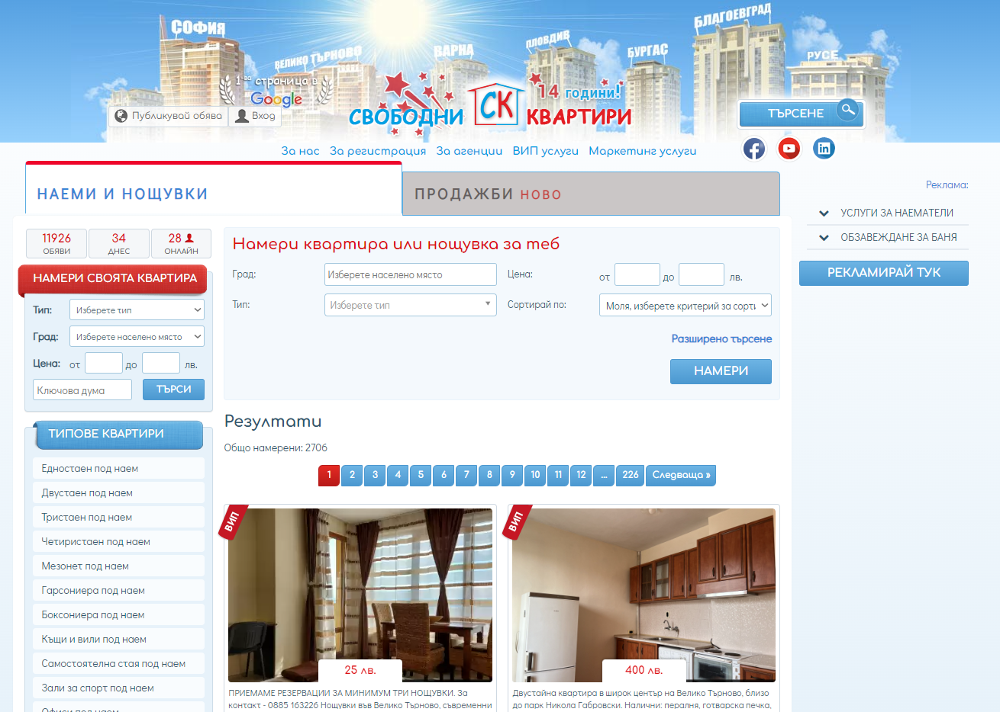 СОФИЯ
ВЕЛИКО ТЪРНОВО
ВАРНА
ПЛОВДИВ
БУРГАС
БЛАГОЕВГРАД
РУСЕ
1-ва страница в
Google
Публикувай обява
Вход
СВОБОДНИ СК КВАРТИРИ
14 години!
ТЪРСЕНЕ
За нас За регистрация За агенции ВИП услуги Маркетинг услуги
НАЕМИ И НОЩУВКИ
ПРОДАЖБИ НОВО
Реклама:
УСЛУГИ ЗА НАЕМАТЕЛИ
ОБЗАВЕЖДАНЕ ЗА БАНЯ
РЕКЛАМИРАЙ ТУК
11926
ОБЯВИ
34
ДНЕС
28
ОНЛАЙН
НАМЕРИ СВОЯТА КВАРТИРА
Тип: Изберете тип
Град: Изберете населено място
Цена: от до лв.
Ключова дума ТЪРСИ
ТИПОВЕ КВАРТИРИ
Едностаен под наем
Двустаен под наем
Тристаен под наем
Четиристаен под наем
Мезонет под наем
Гарсониера под наем
Боксониера под наем
Къщи и вили под наем
Самостоятелна стая под наем
Зали за спорт под наем
Офиси под наем
Намери квартира или нощувка за теб
Град: Изберете населено място Цена: от до лв.
Тип: Изберете тип Сортирай по: Моля, изберете критерий за сорти
Разширено търсене
НАМЕРИ
Резултати
Общо намерени: 2706
1 2 3 4 5 6 7 8 9 10 11 12 ... 226 Следваща »
ВИП
25 лв.
ПРИЕМАМЕ РЕЗЕРВАЦИИ ЗА МИНИМУМ ТРИ НОЩУВКИ. За
контакт - 0885 163226 Нощувки във Велико Търново, съвременни
ВИП
400 лв.
Двустайна квартира в широк център на Велико Търново, близо
до парк Никола Габровски. Налични: пералня, готварска печка,